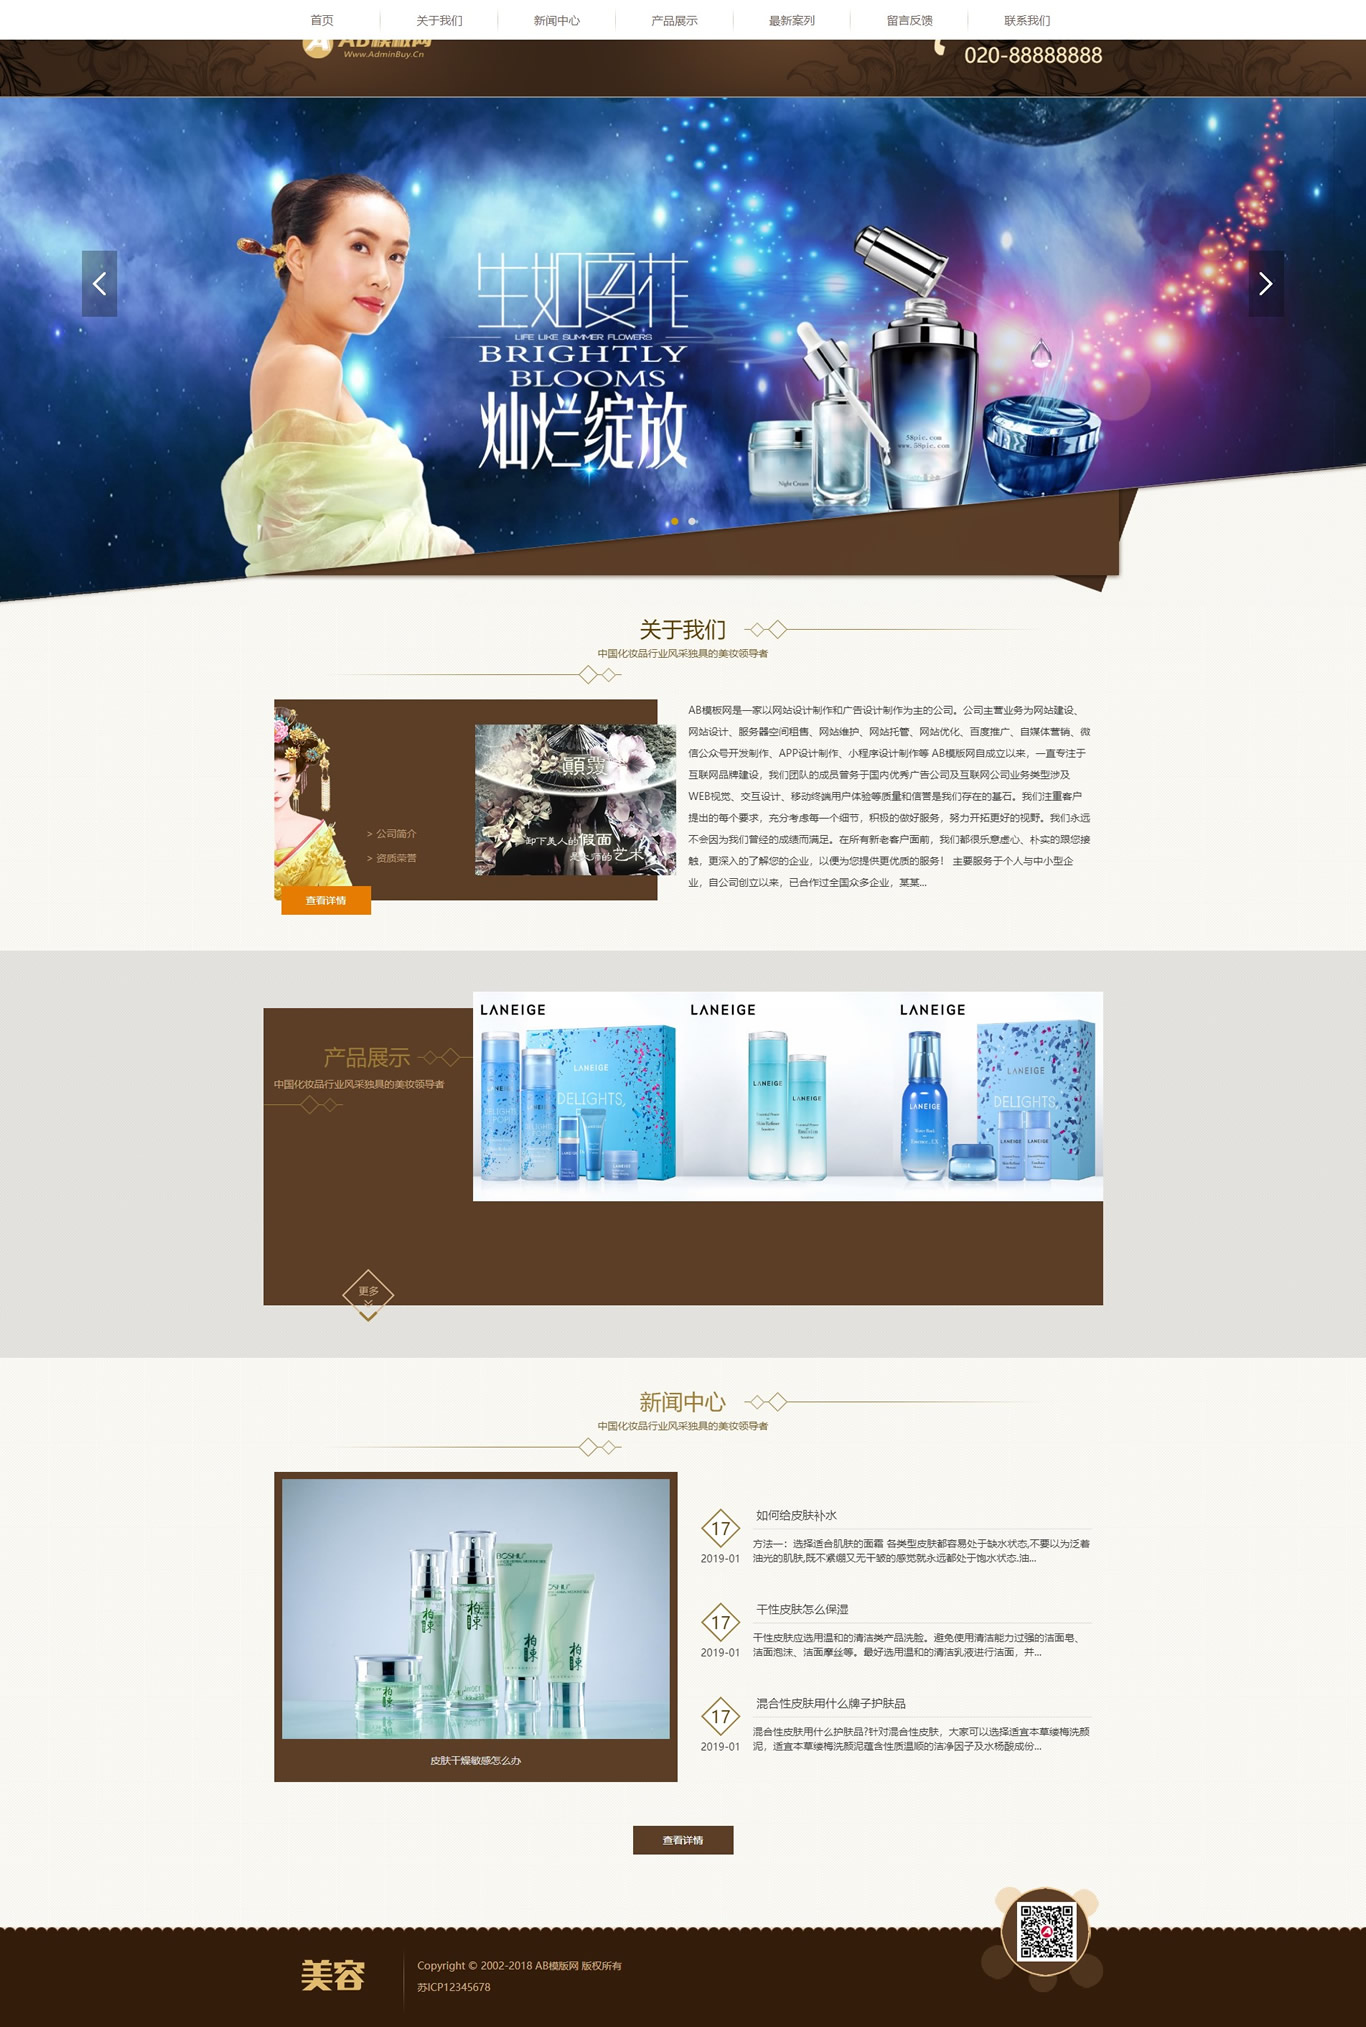 首页
关于我们
新闻中心
产品展示
最新案列
留言反馈
联系我们
AB模板网
Www.AdminBuy.Cn
020-88888888
生如夏花
LIFE LIKE SUMMER FLOWERS
BRIGHTLY
BLOOMS
灿烂绽放
58pic.com
www.58pic.com
Night Cream
关于我们
中国化妆品行业风采独具的美妆领导者
> 公司简介
> 资质荣誉
查看详情
顛覆
卸下美人的假面
是大师的艺术
AB模板网是一家以网站设计制作和广告设计制作为主的公司。公司主营业务为网站建设、
网站设计、服务器空间租售、网站维护、网站托管、网站优化、百度推广、自媒体营销、微
信公众号开发制作、APP设计制作、小程序设计制作等 AB模版网自成立以来，一直专注于
互联网品牌建设，我们团队的成员曾务于国内优秀广告公司及互联网公司业务类型涉及
WEB视觉、交互设计、移动终端用户体验等质量和信誉是我们存在的基石。我们注重客户
提出的每个要求，充分考虑每一个细节，积极的做好服务，努力开拓更好的视野。我们永远
不会因为我们曾经的成绩而满足。在所有新老客户面前，我们都很乐意虚心、朴实的跟您接
触，更深入的了解您的企业，以便为您提供更优质的服务！ 主要服务于个人与中小型企
业，自公司创立以来，已合作过全国众多企业，某某...
产品展示
中国化妆品行业风采独具的美妆领导者
更多
LANEIGE
LANEIGE
DELIGHTS,
LANEIGE
LANEIGE
LANEIGE
LANEIGE
LANEIGE
LANEIGE
DELIGHTS,
新闻中心
中国化妆品行业风采独具的美妆领导者
BOSHU
柏束
柏束
柏束
柏束
皮肤干燥敏感怎么办
17
2019-01
如何给皮肤补水
方法一：选择适合肌肤的面霜 各类型皮肤都容易处于缺水状态,不要以为泛着
油光的肌肤,既不紧绷又无干皱的感觉就永远都处于饱水状态.油...
17
2019-01
干性皮肤怎么保湿
干性皮肤应选用温和的清洁类产品洗脸。避免使用清洁能力过强的洁面皂、
洁面泡沫、洁面摩丝等。最好选用温和的清洁乳液进行洁面，并...
17
2019-01
混合性皮肤用什么牌子护肤品
混合性皮肤用什么护肤品?针对混合性皮肤，大家可以选择适宜本草缕梅洗颜
泥，适宜本草缕梅洗颜泥蕴含性质温顺的洁净因子及水杨酸成份...
查看详情
美容
Copyright © 2002-2018 AB模版网 版权所有
苏ICP12345678